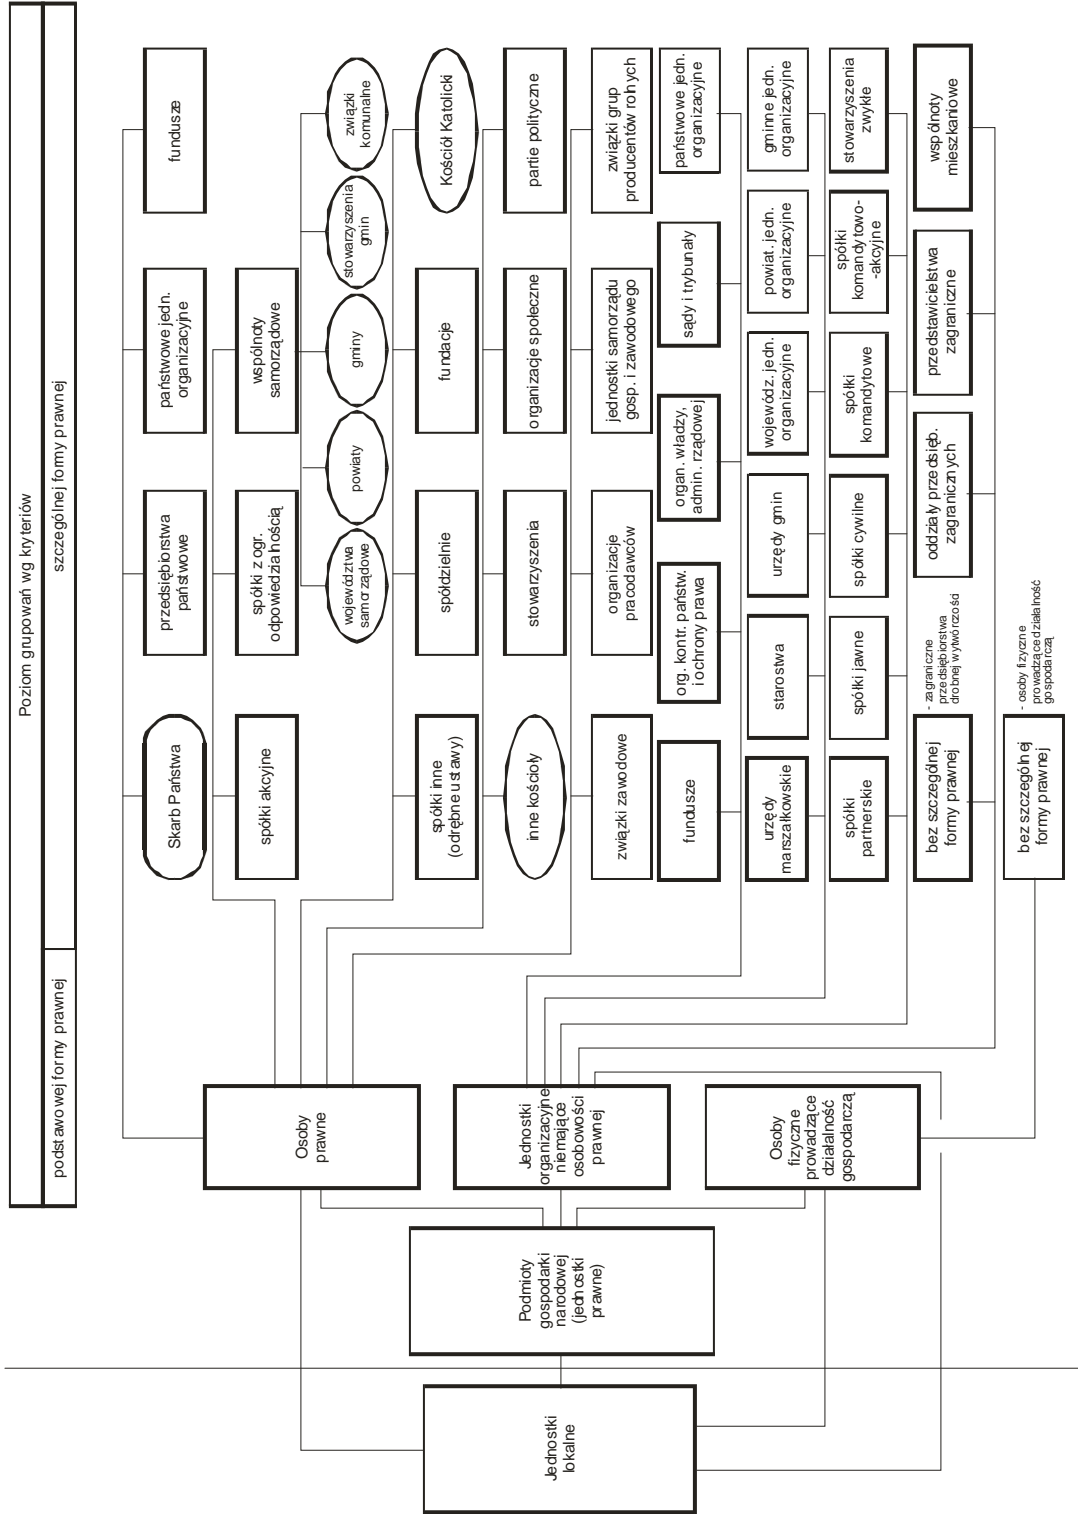 Poziom grupowań wg kryteriów
podstawowej formy prawnej
szczególnej formy prawnej
Jednostki
lokalne
Podmioty
gospodarki
narodowej
(jednostki
prawne)
Osoby
prawne
Jednostki
organizacyjne
niemające
osobowości
prawnej
Osoby
fizyczne
prowadzące
działalność
gospodarczą
Skarb Państwa
przedsiębiorstwa
państwowe
państwowe jedn.
organizacyjne
fundusze
spółki akcyjne
spółki z ogr.
odpowiedzialnością
wspólnoty
samorządowe
województwa
samorządowe
powiaty
gminy
stowarzyszenia
gmin
związki
komunalne
spółki inne
(odrębne ustawy)
spółdzielnie
fundacje
Kościół Katolicki
inne kościoły
stowarzyszenia
organizacje społeczne
partie polityczne
związki zawodowe
organizacje
pracodawców
jednostki samorządu
gosp. i zawodowego
związki grup
producentów rolnych
fundusze
org. kontr. państw.
i ochrony prawa
organ. władzy,
admin. rządowej
sądy i trybunały
państwowe jedn.
organizacyjne
urzędy
marszałkowskie
starostwa
urzędy gmin
wojewódz. jedn.
organizacyjne
powiat. jedn.
organizacyjne
gminne jedn.
organizacyjne
spółki
partnerskie
spółki jawne
spółki cywilne
spółki
komandytowe
spółki
komandytowo-
-akcyjne
stowarzyszenia
zwykłe
bez szczególnej
formy prawnej
- zagraniczne
przedsiębiorstwa
drobnej wytwórczości
oddziały przedsięb.
zagranicznych
przedstawicielstwa
zagraniczne
wspólnoty
mieszkaniowe
bez szczególnej
formy prawnej
- osoby fizyczne
prowadzące działalność
gospodarczą